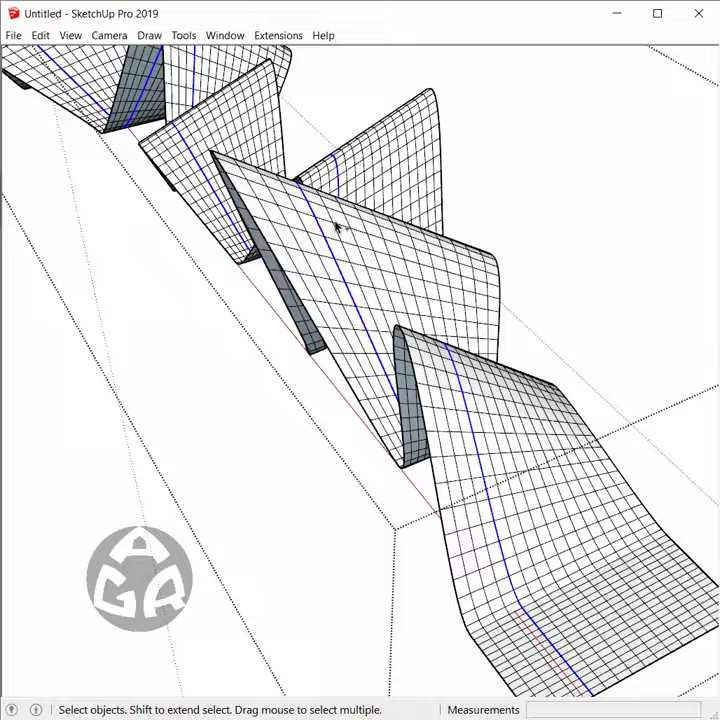 Untitled - SketchUp Pro 2019
File Edit View Camera Draw Tools Window Extensions Help
A
G R
Select objects. Shift to extend select. Drag mouse to select multiple. Measurements